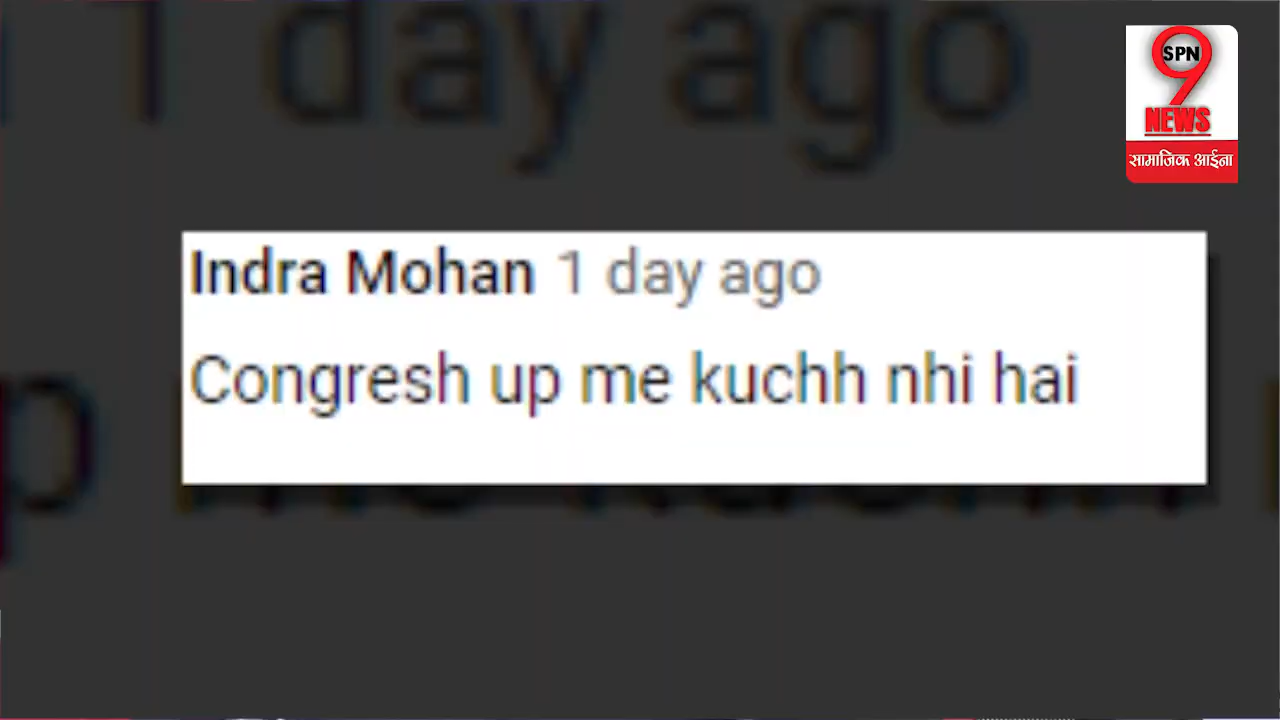 1 day ago
SPN
9
NEWS
सामाजिक आईना
Indra Mohan 1 day ago
Congresh up me kuchh nhi hai